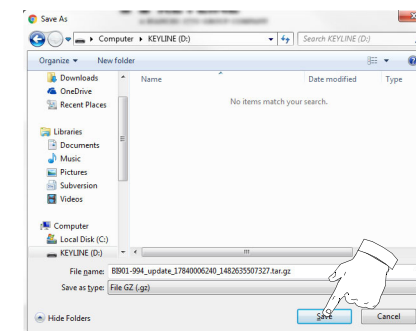 Save As
Computer ▸ KEYLINE (D:)
Search KEYLINE (D:)
Organize
New folder
Downloads
OneDrive
Recent Places
Libraries
Documents
Music
Pictures
Subversion
Videos
Computer
Local Disk (C:)
KEYLINE (D:)
Name
Date modified
Type
No items match your search.
File name: BI901-994_update_17840006240_1482635507327.tar.gz
Save as type: File GZ (.gz)
Hide Folders
Save
Cancel